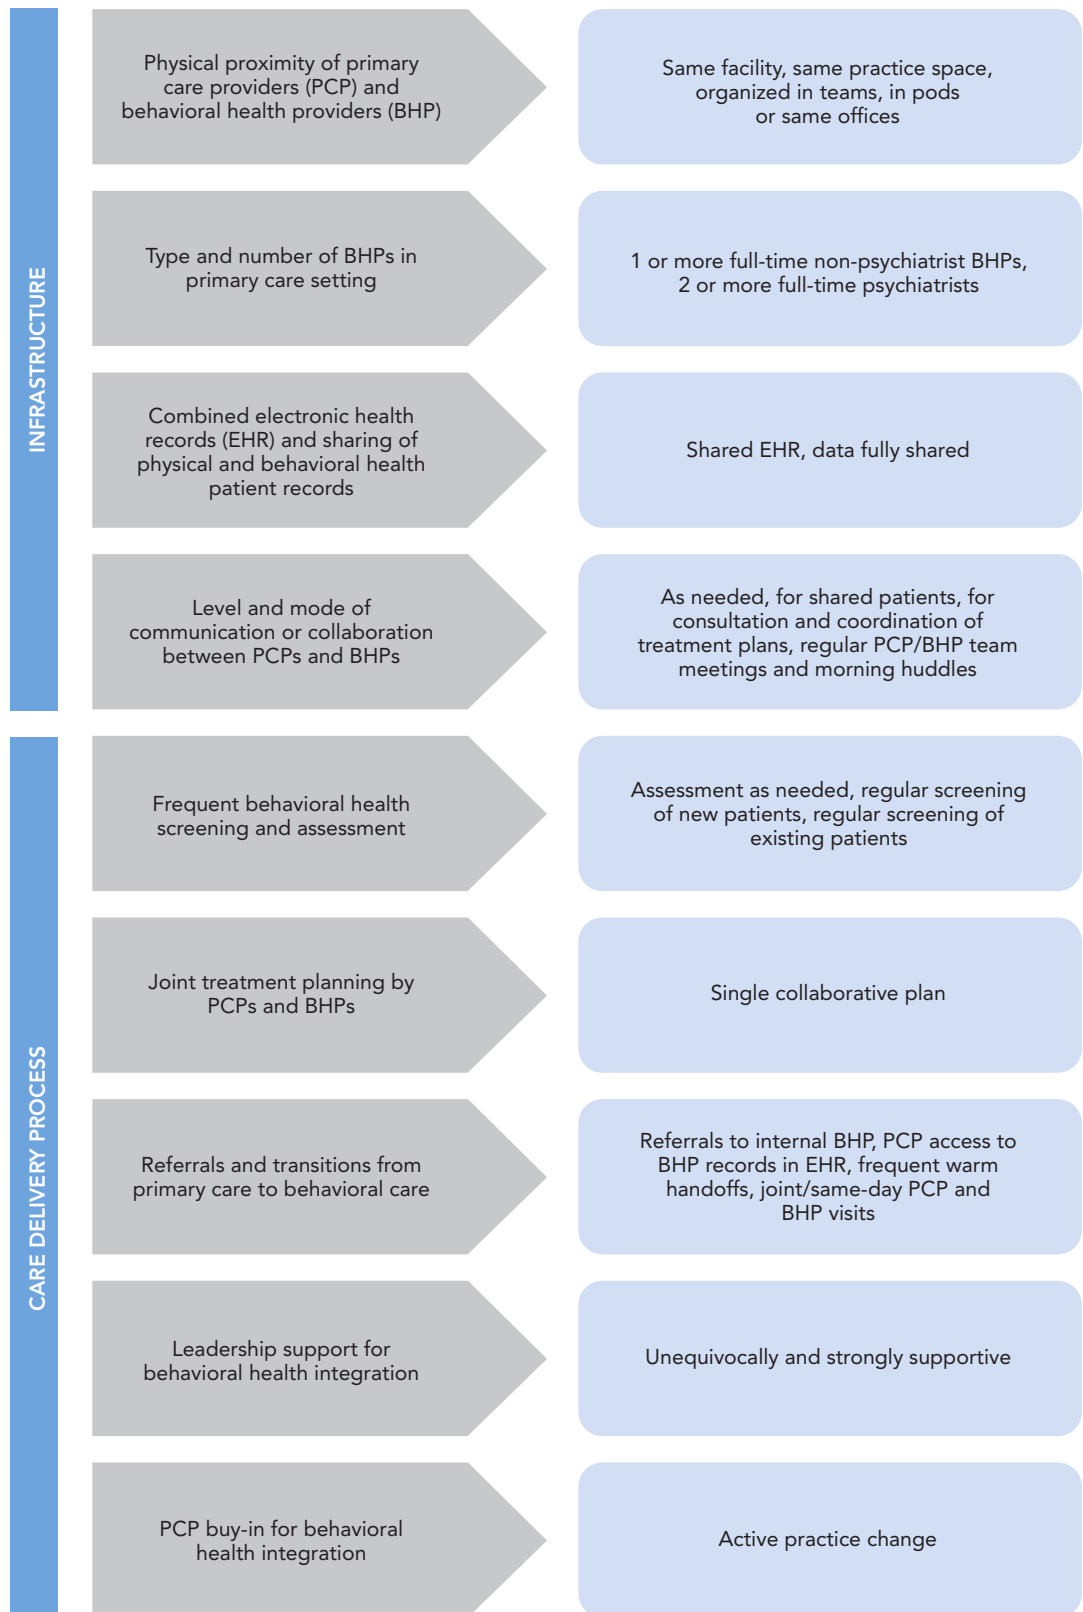 INFRASTRUCTURE
Physical proximity of primary
care providers (PCP) and
behavioral health providers (BHP)
Same facility, same practice space,
organized in teams, in pods
or same offices
Type and number of BHPs in
primary care setting
1 or more full-time non-psychiatrist BHPs,
2 or more full-time psychiatrists
Combined electronic health
records (EHR) and sharing of
physical and behavioral health
patient records
Shared EHR, data fully shared
Level and mode of
communication or collaboration
between PCPs and BHPs
As needed, for shared patients, for
consultation and coordination of
treatment plans, regular PCP/BHP team
meetings and morning huddles
CARE DELIVERY PROCESS
Frequent behavioral health
screening and assessment
Assessment as needed, regular screening
of new patients, regular screening of
existing patients
Joint treatment planning by
PCPs and BHPs
Single collaborative plan
Referrals and transitions from
primary care to behavioral care
Referrals to internal BHP, PCP access to
BHP records in EHR, frequent warm
handoffs, joint/same-day PCP and
BHP visits
Leadership support for
behavioral health integration
Unequivocally and strongly supportive
PCP buy-in for behavioral
health integration
Active practice change